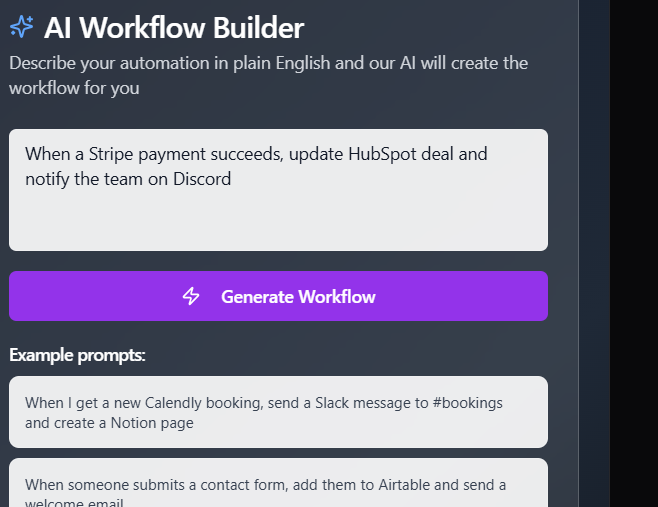 AI Workflow Builder
Describe your automation in plain English and our AI will create the
workflow for you
When a Stripe payment succeeds, update HubSpot deal and
notify the team on Discord
Generate Workflow
Example prompts:
When I get a new Calendly booking, send a Slack message to #bookings
and create a Notion page
When someone submits a contact form, add them to Airtable and send a
welcome email